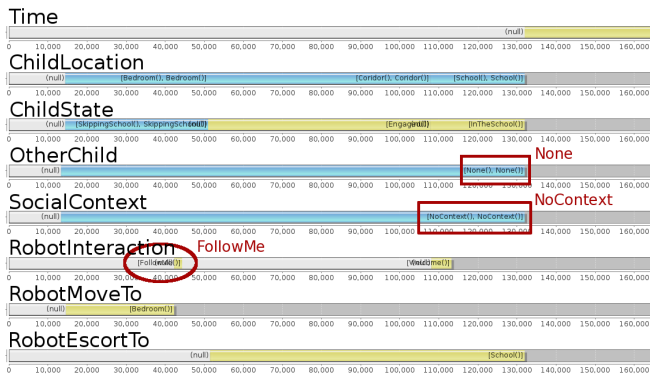 Time
(null)
0 10,000 20,000 30,000 40,000 50,000 60,000 70,000 80,000 90,000 100,000 110,000 120,000 130,000 140,000 150,000 160,000
ChildLocation
(null) [Bedroom(), Bedroom()] [Coridor(), Coridor()] [School(), School()]
0 10,000 20,000 30,000 40,000 50,000 60,000 70,000 80,000 90,000 100,000 110,000 120,000 130,000 140,000 150,000 160,000
ChildState
(null) [SkippingSchool(), SkippingSchool()] (null) [Engaged()] (null) [InTheSchool()]
0 10,000 20,000 30,000 40,000 50,000 60,000 70,000 80,000 90,000 100,000 110,000 120,000 130,000 140,000 150,000 160,000
OtherChild None
(null) [None(), None()]
0 10,000 20,000 30,000 40,000 50,000 60,000 70,000 80,000 90,000 100,000 110,000 120,000 130,000 140,000 150,000 160,000
SocialContext NoContext
(null) [NoContext(), NoContext()]
0 10,000 20,000 30,000 40,000 50,000 60,000 70,000 80,000 90,000 100,000 110,000 120,000 130,000 140,000 150,000 160,000
RobotInteraction FollowMe
[FollowMe()] (null) [Welcome()]
0 10,000 20,000 30,000 40,000 50,000 60,000 70,000 80,000 90,000 100,000 110,000 120,000 130,000 140,000 150,000 160,000
RobotMoveTo
(null) [Bedroom()]
0 10,000 20,000 30,000 40,000 50,000 60,000 70,000 80,000 90,000 100,000 110,000 120,000 130,000 140,000 150,000 160,000
RobotEscortTo
(null) [School()]
0 10,000 20,000 30,000 40,000 50,000 60,000 70,000 80,000 90,000 100,000 110,000 120,000 130,000 140,000 150,000 160,000